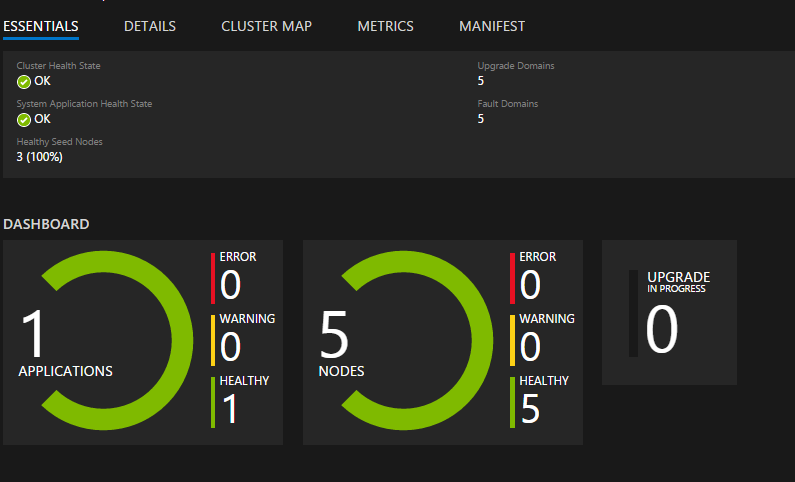 ESSENTIALS DETAILS CLUSTER MAP METRICS MANIFEST
Cluster Health State
OK
System Application Health State
OK
Healthy Seed Nodes
3 (100%)
Upgrade Domains
5
Fault Domains
5
DASHBOARD
1
APPLICATIONS
ERROR
0
WARNING
0
HEALTHY
1
5
NODES
ERROR
0
WARNING
0
HEALTHY
5
UPGRADE
IN PROGRESS
0